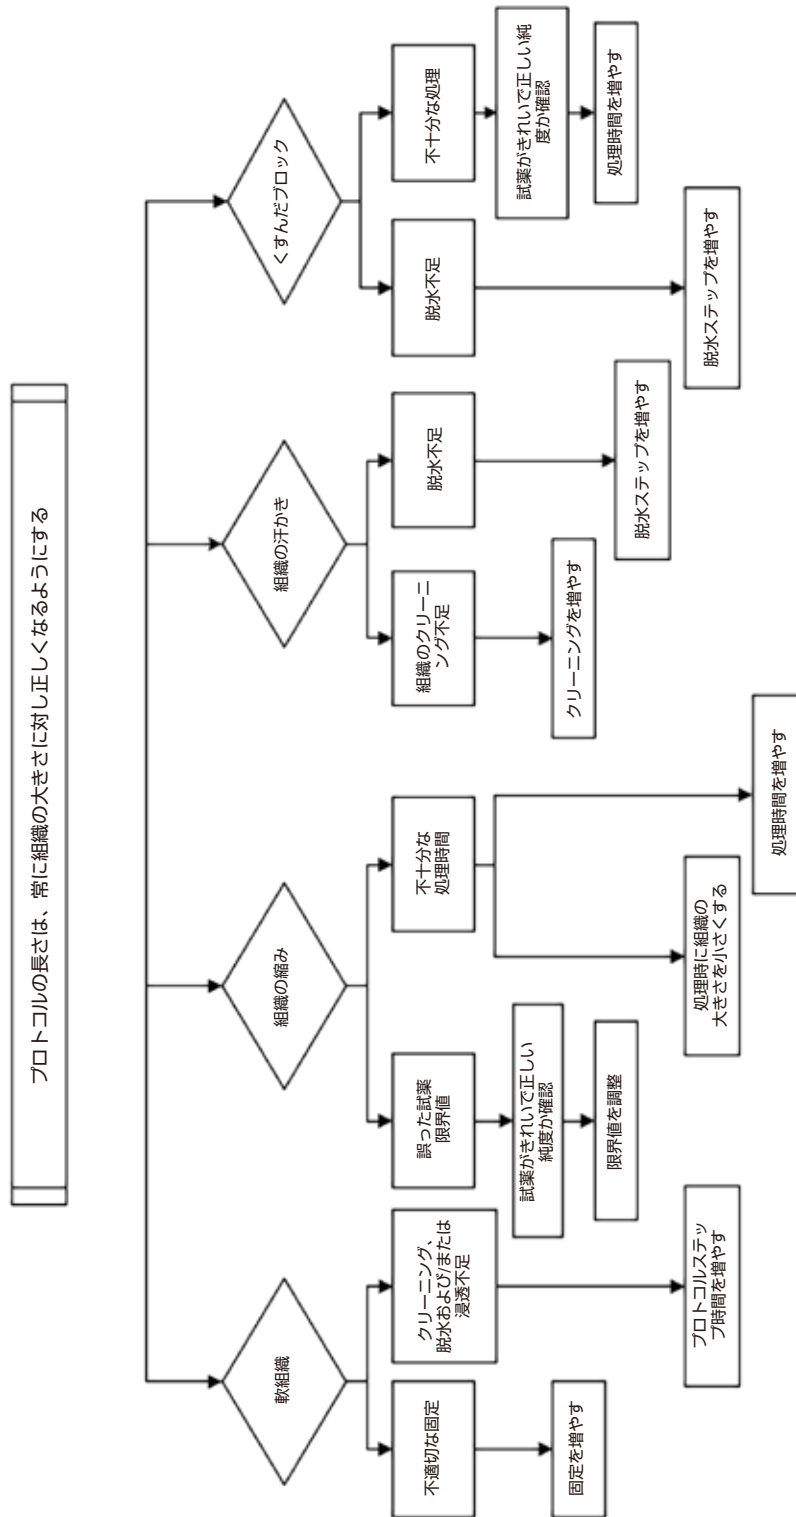 プロトコルの長さは、常に組織の大きさに対し正しくなるようにする
軟組織
不適切な固定
固定を増やす
クリーニング、
脱水および/または
浸透不足
プロトコルステッ
プ時間を増やす
組織の縮み
誤った試薬
限界値
試薬がきれいで正しい
純度か確認
限界値を調整
不十分な
処理時間
処理時に組織の
大きさを小さくする
処理時間を増やす
組織の汗かき
組織のクリーニ
ング不足
クリーニングを増やす
脱水不足
脱水ステップを増やす
くすんだブロック
脱水不足
脱水ステップを増やす
不十分な処理
試薬がきれいで正しい純
度か確認
処理時間を増やす